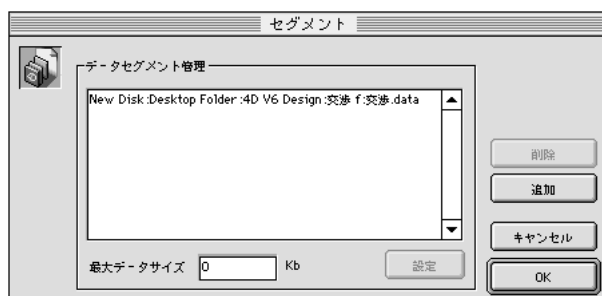 セグメント
データセグメント管理
New Disk:Desktop Folder:4D V6 Design:交渉 f:交渉.data
削除
追加
キャンセル
最大データサイズ 0 Kb 設定
OK